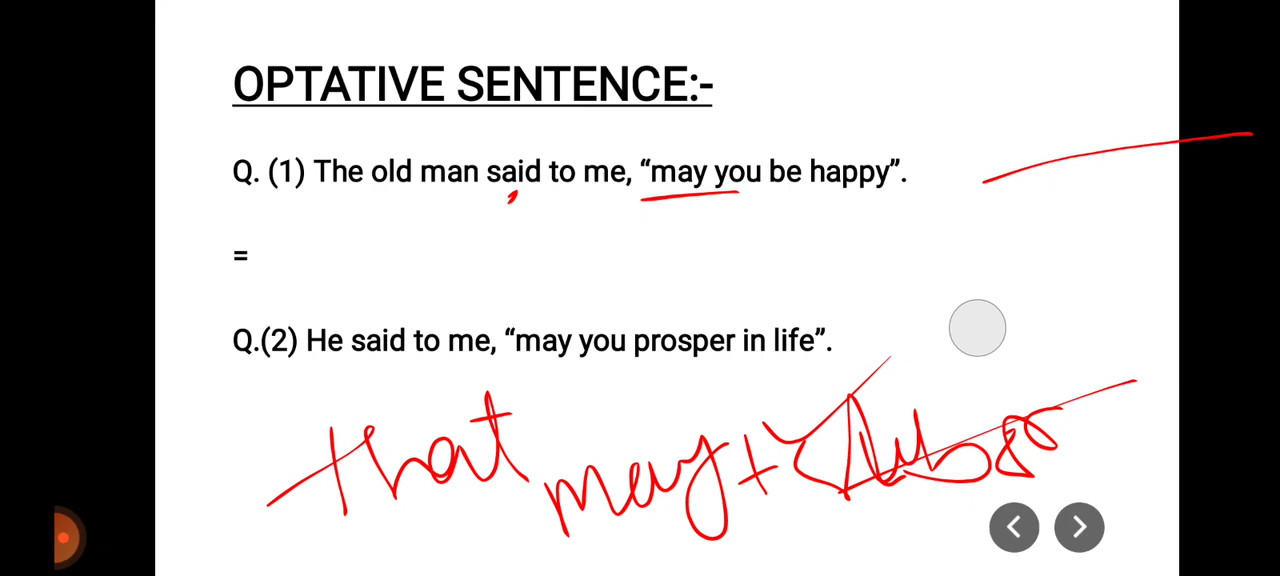 OPTATIVE SENTENCE:-
Q. (1) The old man said to me, “may you be happy”.
=
Q.(2) He said to me, “may you prosper in life”.
that may +